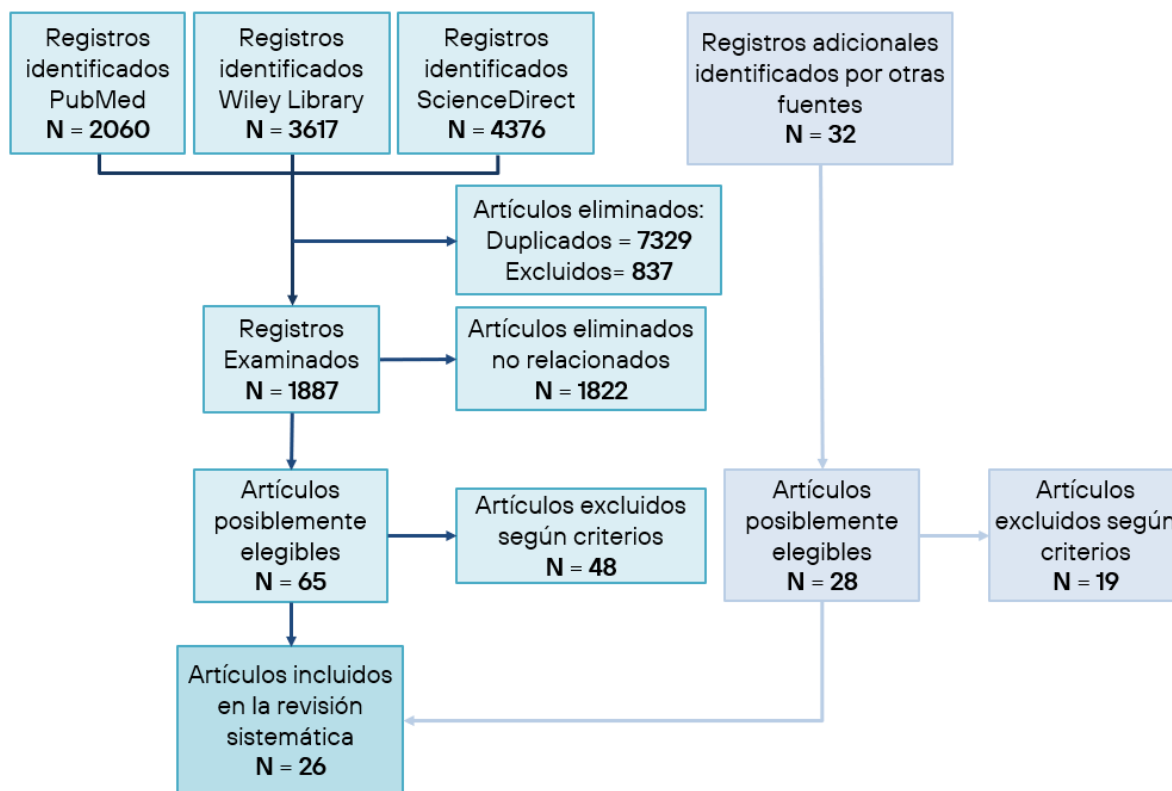 Registros
identificados
PubMed
N = 2060
Registros
identificados
Wiley Library
N = 3617
Registros
identificados
ScienceDirect
N = 4376
Registros adicionales
identificados por otras
fuentes
N = 32
Artículos eliminados:
Duplicados = 7329
Excluidos= 837
Registros
Examinados
N = 1887
Artículos eliminados
no relacionados
N = 1822
Artículos
posiblemente
elegibles
N = 65
Artículos excluidos
según criterios
N = 48
Artículos
posiblemente
elegibles
N = 28
Artículos
excluidos según
criterios
N = 19
Artículos incluidos
en la revisión
sistemática
N = 26